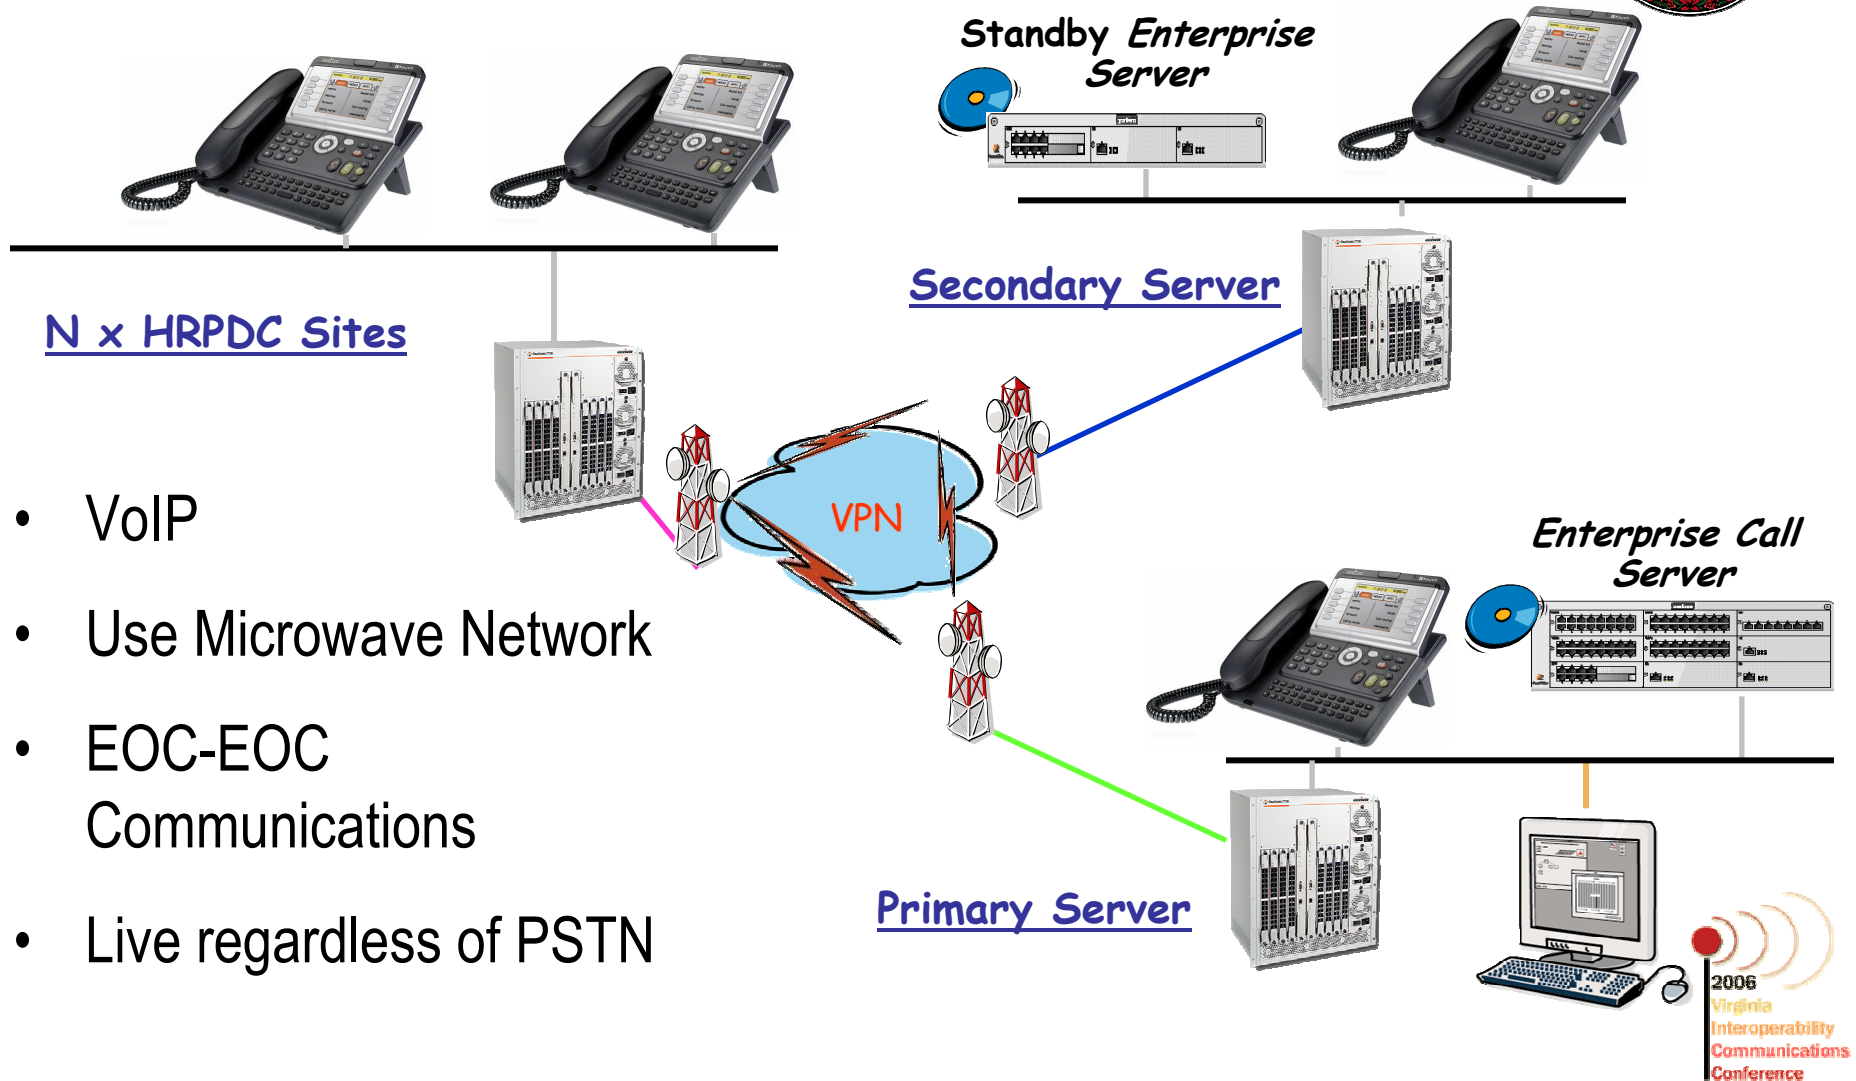 Standby Enterprise
Server
N x HRPDC Sites
Secondary Server
VPN
• VoIP
• Use Microwave Network
• EOC-EOC
Communications
• Live regardless of PSTN
Enterprise Call
Server
Primary Server
2006
Virginia
Interoperability
Communications
Conference